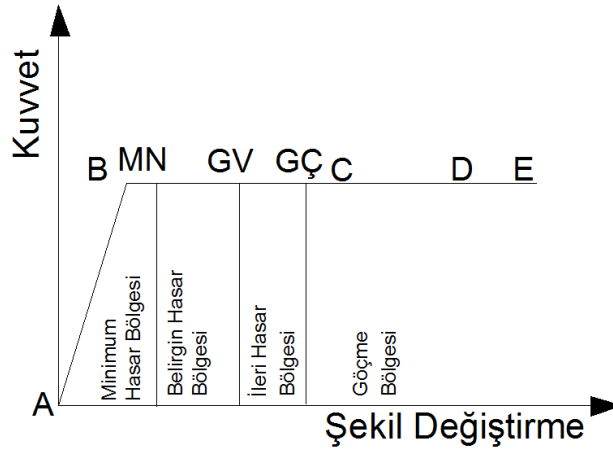 Kuvvet
B MN GV GÇ C D E
Minimum
Hasar Bölgesi
Belirgin Hasar
Bölgesi
İleri Hasar
Bölgesi
Göçme
Bölgesi
A
Şekil Değiştirme